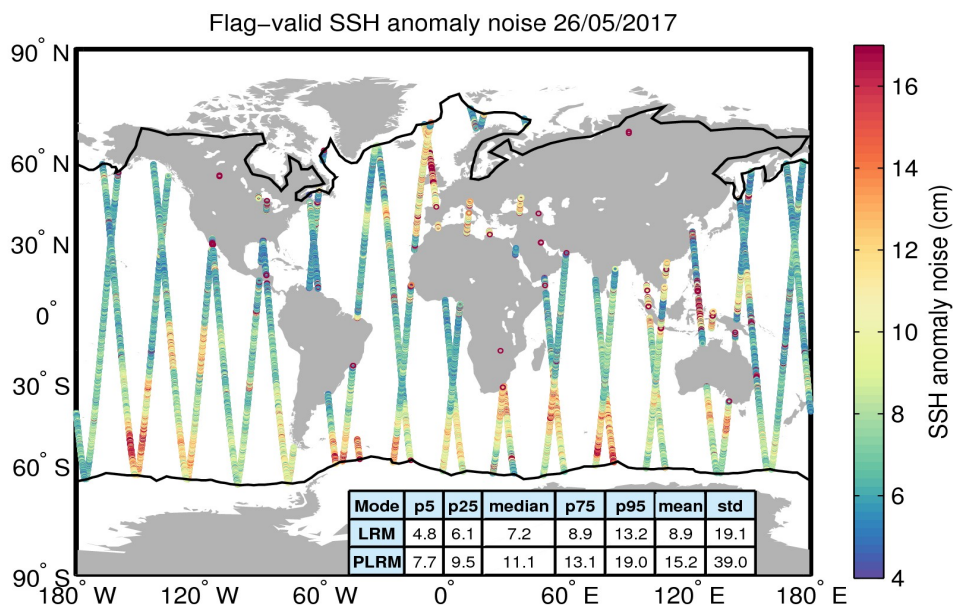 Flag−valid SSH anomaly noise 26/05/2017
90° N
60° N
30° N
0°
30° S
60° S
90° S
180° W
120° W
60° W
0°
60° E
120° E
180° E
Mode p5 p25 median p75 p95 mean std
LRM 4.8 6.1 7.2 8.9 13.2 8.9 19.1
PLRM 7.7 9.5 11.1 13.1 19.0 15.2 39.0
16
14
12
10
8
6
4
SSH anomaly noise (cm)